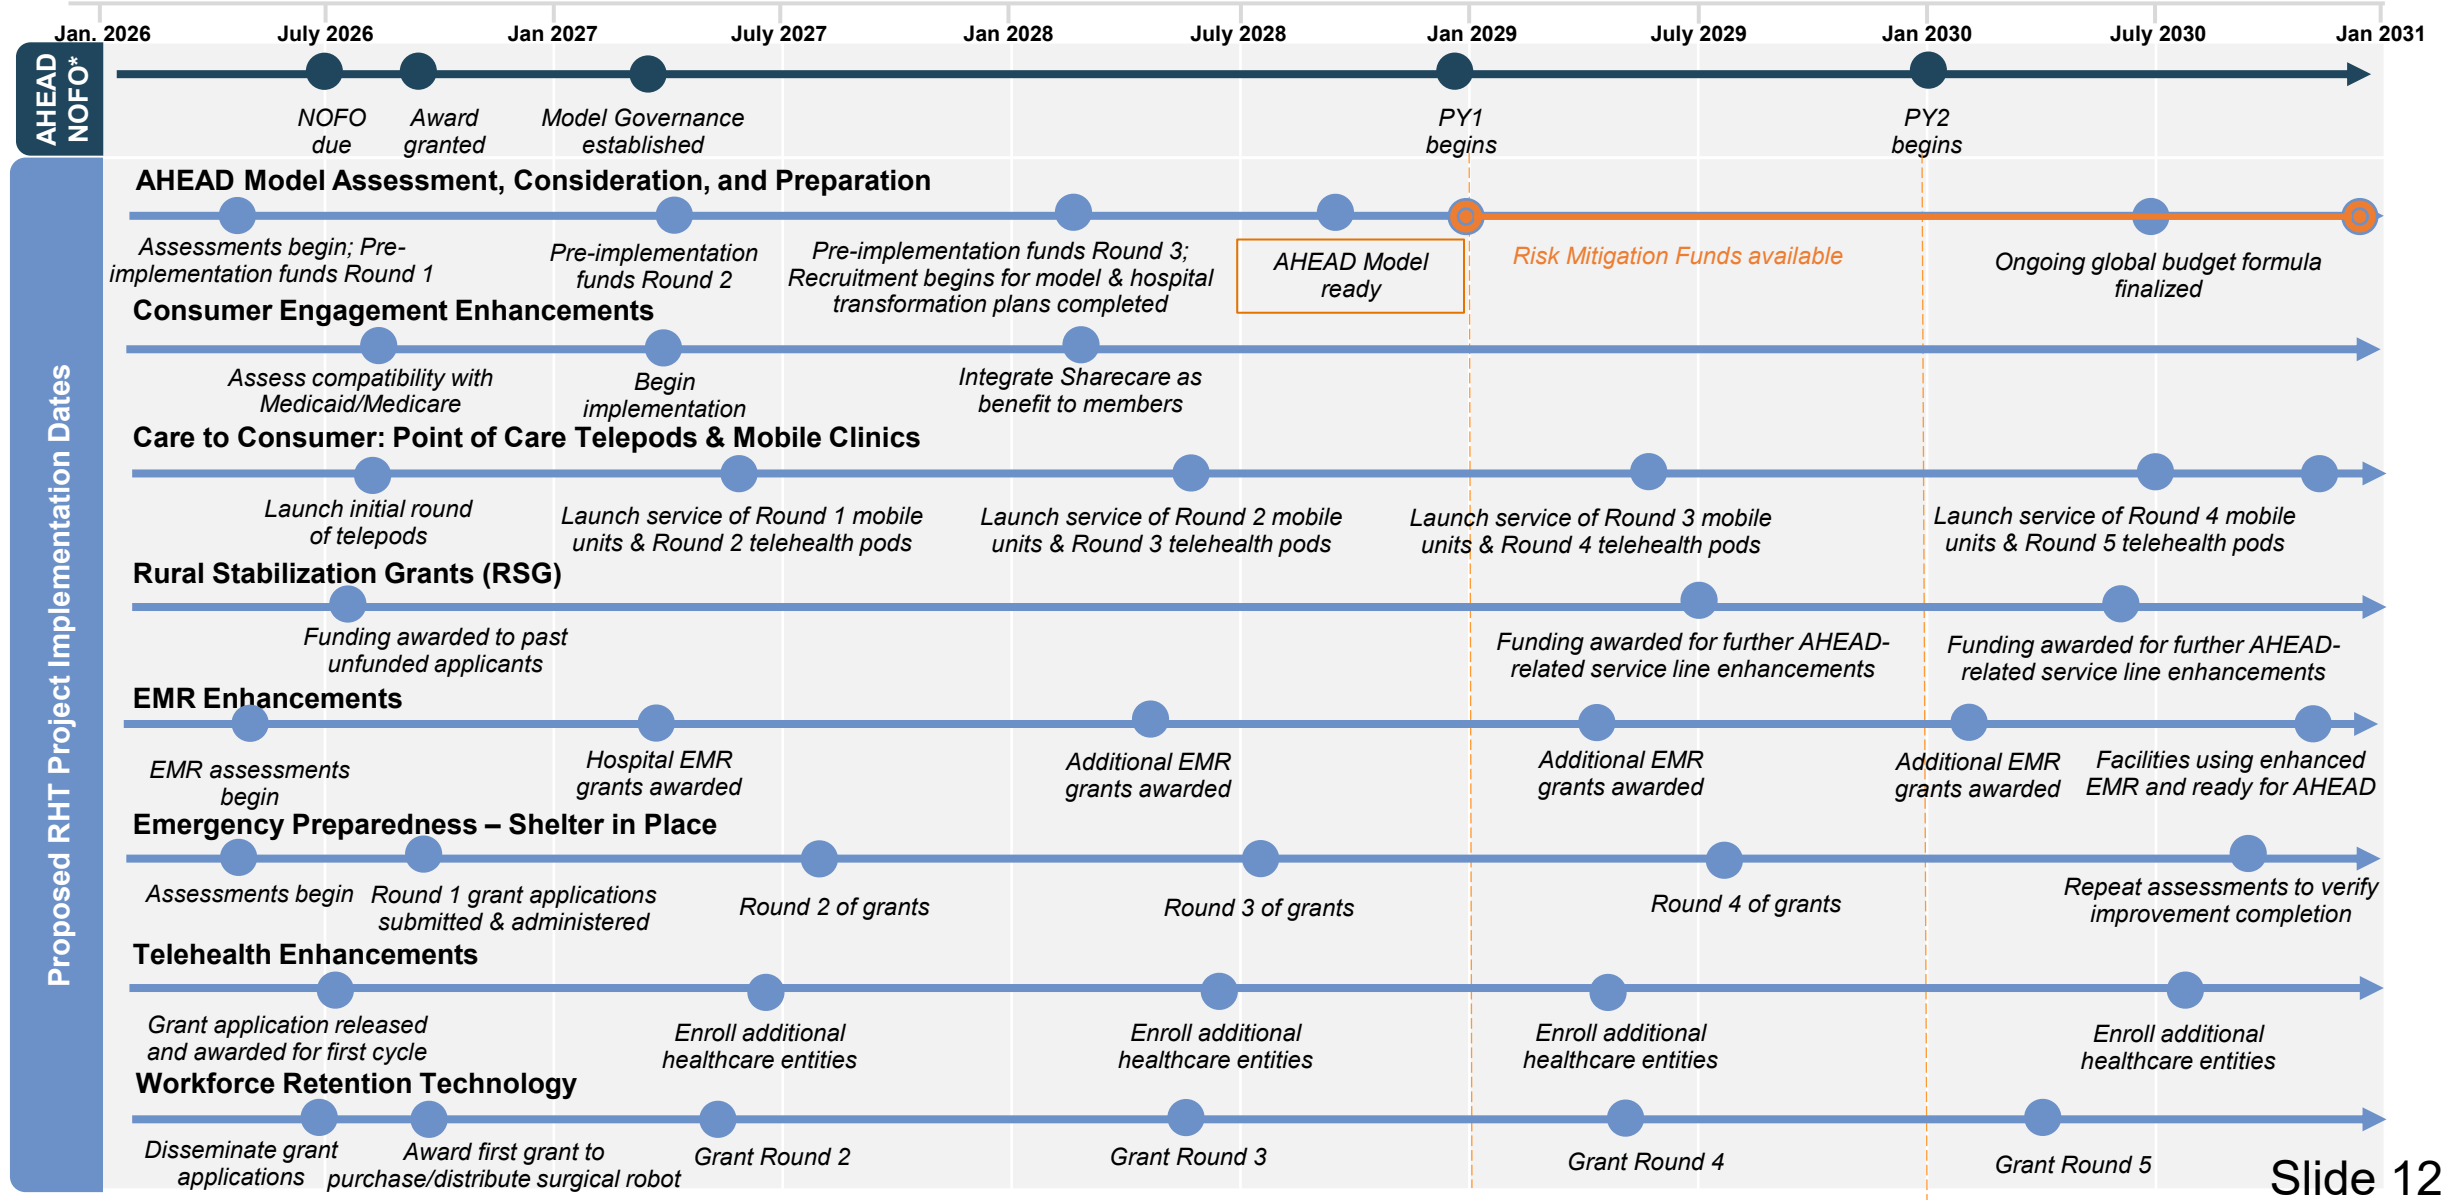 Jan. 2026
July 2026
Jan 2027
July 2027
Jan 2028
July 2028
Jan 2029
July 2029
Jan 2030
July 2030
Jan 2031
AHEAD
NOFO*
NOFO
due
Award
granted
Model Governance
established
PY1
begins
PY2
begins
Proposed RHT Project Implementation Dates
AHEAD Model Assessment, Consideration, and Preparation
Assessments begin; Pre-
implementation funds Round 1
Pre-implementation
funds Round 2
Pre-implementation funds Round 3;
Recruitment begins for model & hospital
transformation plans completed
AHEAD Model
ready
Risk Mitigation Funds available
Ongoing global budget formula
finalized
Consumer Engagement Enhancements
Assess compatibility with
Medicaid/Medicare
Begin
implementation
Integrate Sharecare as
benefit to members
Care to Consumer: Point of Care Telepods & Mobile Clinics
Launch initial round
of telepods
Launch service of Round 1 mobile
units & Round 2 telehealth pods
Launch service of Round 2 mobile
units & Round 3 telehealth pods
Launch service of Round 3 mobile
units & Round 4 telehealth pods
Launch service of Round 4 mobile
units & Round 5 telehealth pods
Rural Stabilization Grants (RSG)
Funding awarded to past
unfunded applicants
Funding awarded for further AHEAD-
related service line enhancements
Funding awarded for further AHEAD-
related service line enhancements
EMR Enhancements
EMR assessments
begin
Hospital EMR
grants awarded
Additional EMR
grants awarded
Additional EMR
grants awarded
Additional EMR
grants awarded
Facilities using enhanced
EMR and ready for AHEAD
Emergency Preparedness – Shelter in Place
Assessments begin
Round 1 grant applications
submitted & administered
Round 2 of grants
Round 3 of grants
Round 4 of grants
Repeat assessments to verify
improvement completion
Telehealth Enhancements
Grant application released
and awarded for first cycle
Enroll additional
healthcare entities
Enroll additional
healthcare entities
Enroll additional
healthcare entities
Enroll additional
healthcare entities
Workforce Retention Technology
Disseminate grant
applications
Award first grant to
purchase/distribute surgical robot
Grant Round 2
Grant Round 3
Grant Round 4
Grant Round 5
Slide 12